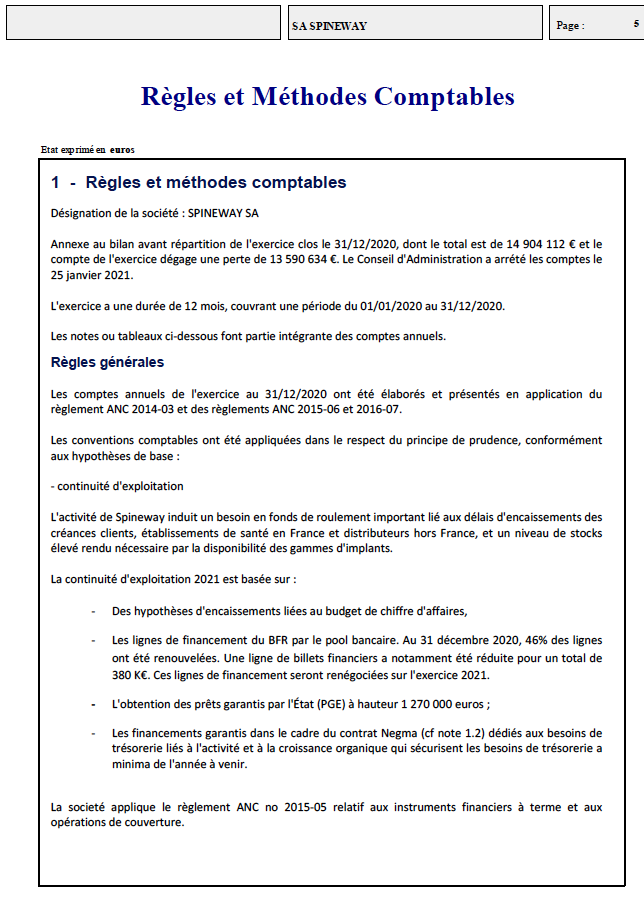 SA SPINEWAY
Page : 5
Règles et Méthodes Comptables
Etat exprimé en euros
1 - Règles et méthodes comptables
Désignation de la société : SPINEWAY SA
Annexe au bilan avant répartition de l'exercice clos le 31/12/2020, dont le total est de 14 904 112 € et le
compte de l'exercice dégage une perte de 13 590 634 €. Le Conseil d'Administration a arrété les comptes le
25 janvier 2021.
L'exercice a une durée de 12 mois, couvrant une période du 01/01/2020 au 31/12/2020.
Les notes ou tableaux ci-dessous font partie intégrante des comptes annuels.
Règles générales
Les comptes annuels de l'exercice au 31/12/2020 ont été élaborés et présentés en application du
règlement ANC 2014-03 et des règlements ANC 2015-06 et 2016-07.
Les conventions comptables ont été appliquées dans le respect du principe de prudence, conformément
aux hypothèses de base :
- continuité d'exploitation
L'activité de Spineway induit un besoin en fonds de roulement important lié aux délais d'encaissements des
créances clients, établissements de santé en France et distributeurs hors France, et un niveau de stocks
élevé rendu nécessaire par la disponibilité des gammes d'implants.
La continuité d'exploitation 2021 est basée sur :
- Des hypothèses d'encaissements liées au budget de chiffre d'affaires,
- Les lignes de financement du BFR par le pool bancaire. Au 31 décembre 2020, 46% des lignes
ont été renouvelées. Une ligne de billets financiers a notamment été réduite pour un total de
380 K€. Ces lignes de financement seront renégociées sur l'exercice 2021.
- L'obtention des prêts garantis par l'État (PGE) à hauteur 1 270 000 euros ;
- Les financements garantis dans le cadre du contrat Negma (cf note 1.2) dédiés aux besoins de
trésorerie liés à l'activité et à la croissance organique qui sécurisent les besoins de trésorerie a
minima de l'année à venir.
La societé applique le règlement ANC no 2015-05 relatif aux instruments financiers à terme et aux
opérations de couverture.